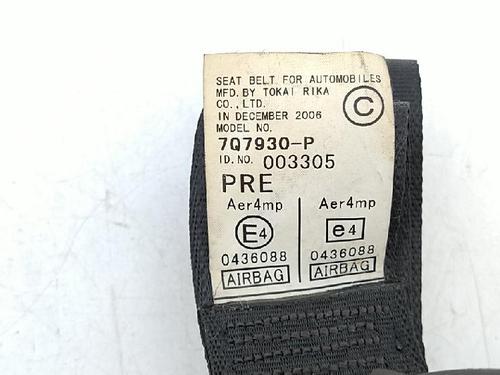 SEAT BELT FOR AUTOMOBILES
MFD. BY TOKAI RIKA
CO., LTD.
C
IN DECEMBER 2006
MODEL NO.
7Q7930-P
ID. NO. 003305
PRE
Aer4mp Aer4mp
E4 e4
0436088 0436088
AIRBAG AIRBAG